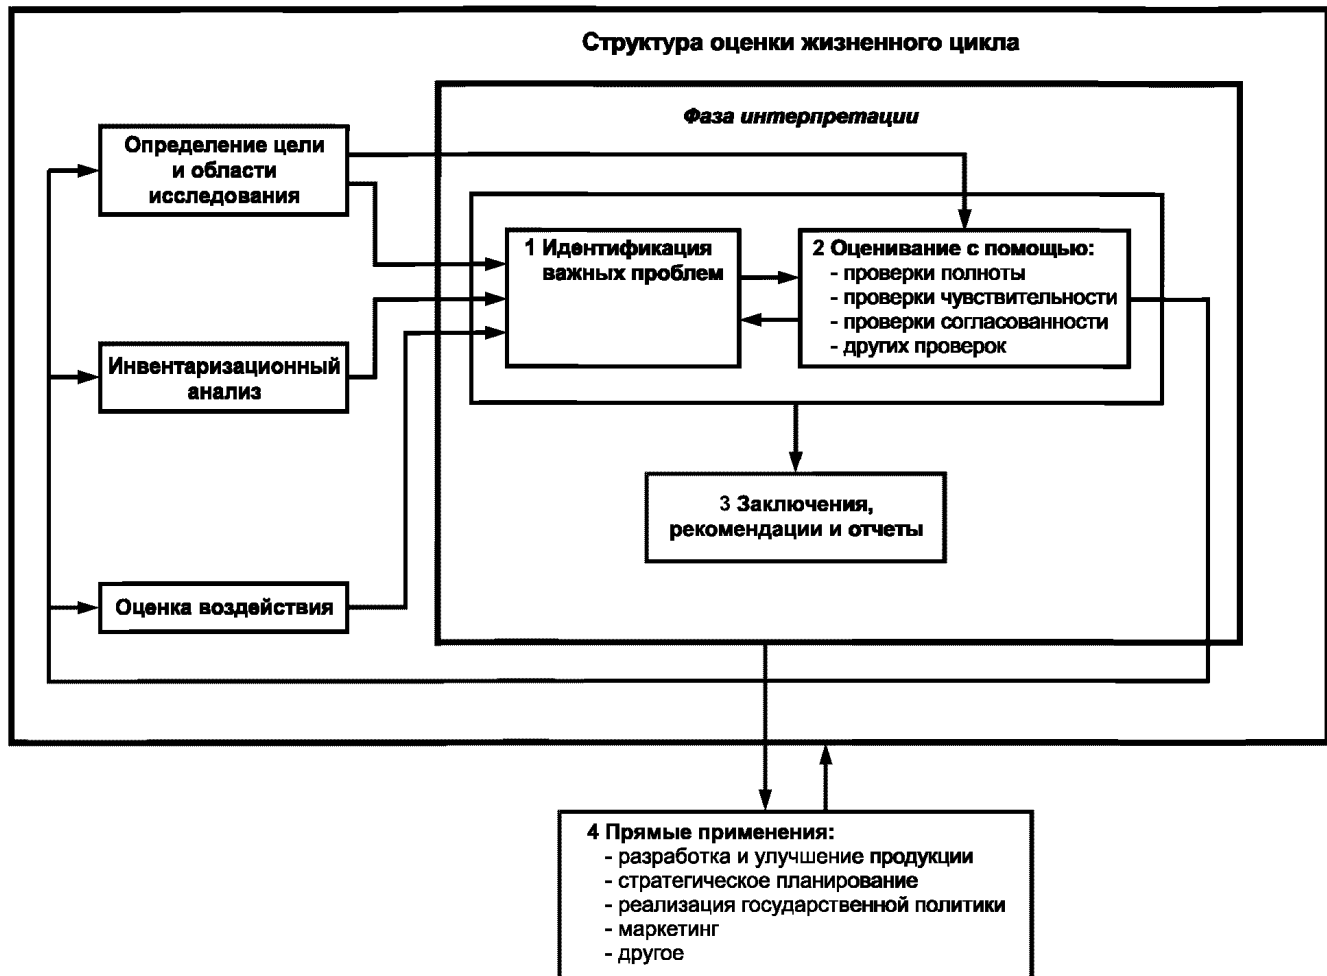 Структура оценки жизненного цикла
Фаза интерпретации
Определение цели
и области
исследования
1 Идентификация
важных проблем
2 Оценивание с помощью:
- проверки полноты
- проверки чувствительности
- проверки согласованности
- других проверок
Инвентаризационный
анализ
3 Заключения,
рекомендации и отчеты
Оценка воздействия
4 Прямые применения:
- разработка и улучшение продукции
- стратегическое планирование
- реализация государственной политики
- маркетинг
- другое